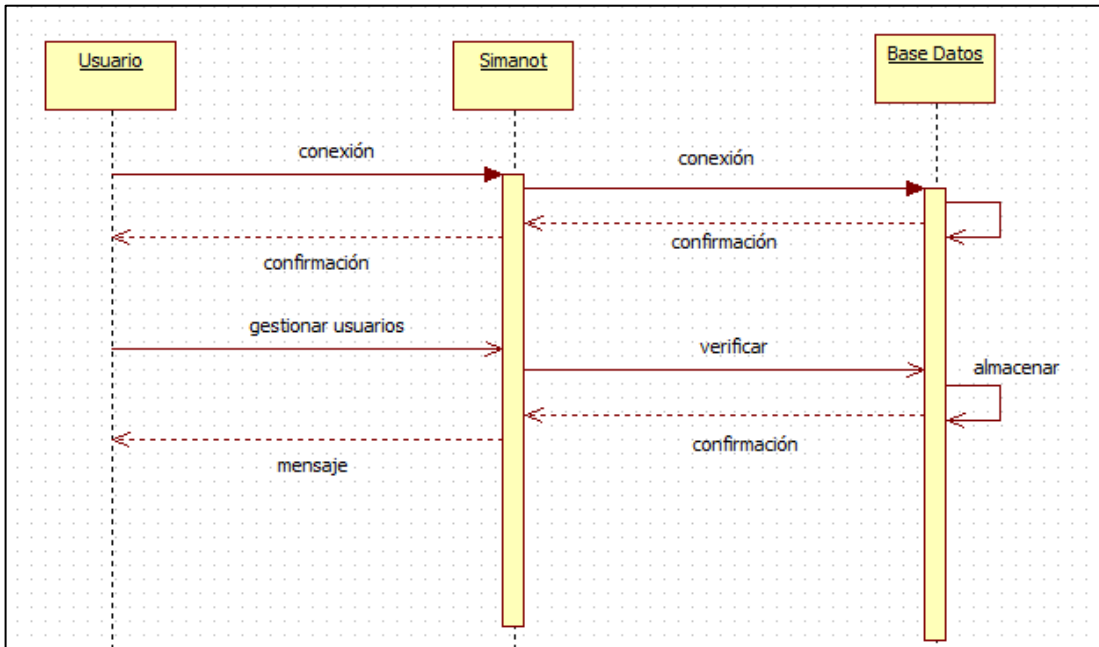 Usuario
Simanot
Base Datos
conexión
conexión
confirmación
confirmación
gestionar usuarios
verificar
almacenar
confirmación
mensaje